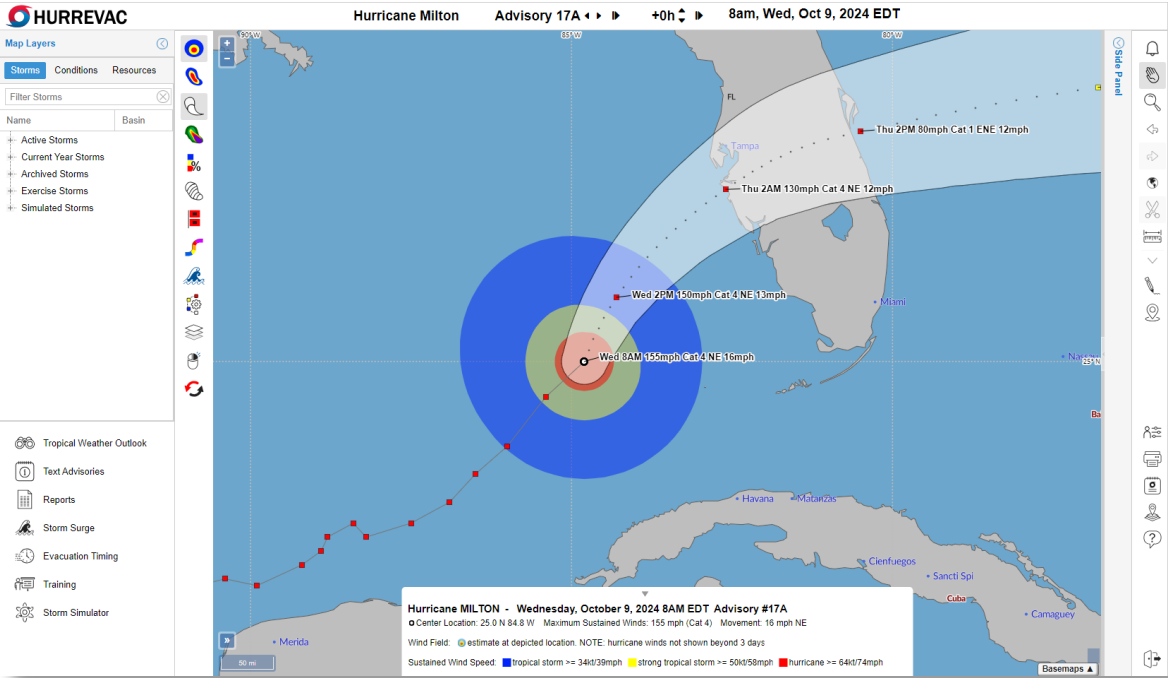 HURREVAC
Hurricane Milton Advisory 17A +0h 8am, Wed, Oct 9, 2024 EDT
Map Layers
Storms Conditions Resources
Filter Storms
Name Basin
Active Storms
Current Year Storms
Archived Storms
Exercise Storms
Simulated Storms
%
Tropical Weather Outlook
Text Advisories
Reports
Storm Surge
Evacuation Timing
Training
Storm Simulator
+
−
90°W
85°W
80°W
Side Panel
FL
Thu 2PM 80mph Cat 1 ENE 12mph
Tampa
Thu 2AM 130mph Cat 4 NE 12mph
Wed 2PM 150mph Cat 4 NE 13mph
Miami
Wed 8AM 155mph Cat 4 NE 16mph
25°N
Havana
Matanzas
Cienfuegos
Sancti Spi
Cuba
Camaguey
Merida
»
50 mi
Hurricane MILTON - Wednesday, October 9, 2024 8AM EDT Advisory #17A
Center Location: 25.0 N 84.8 W Maximum Sustained Winds: 155 mph (Cat 4) Movement: 16 mph NE
Wind Field: estimate at depicted location. NOTE: hurricane winds not shown beyond 3 days
Sustained Wind Speed: tropical storm >= 34kt/39mph strong tropical storm >= 50kt/58mph hurricane >= 64kt/74mph
Basemaps ▲